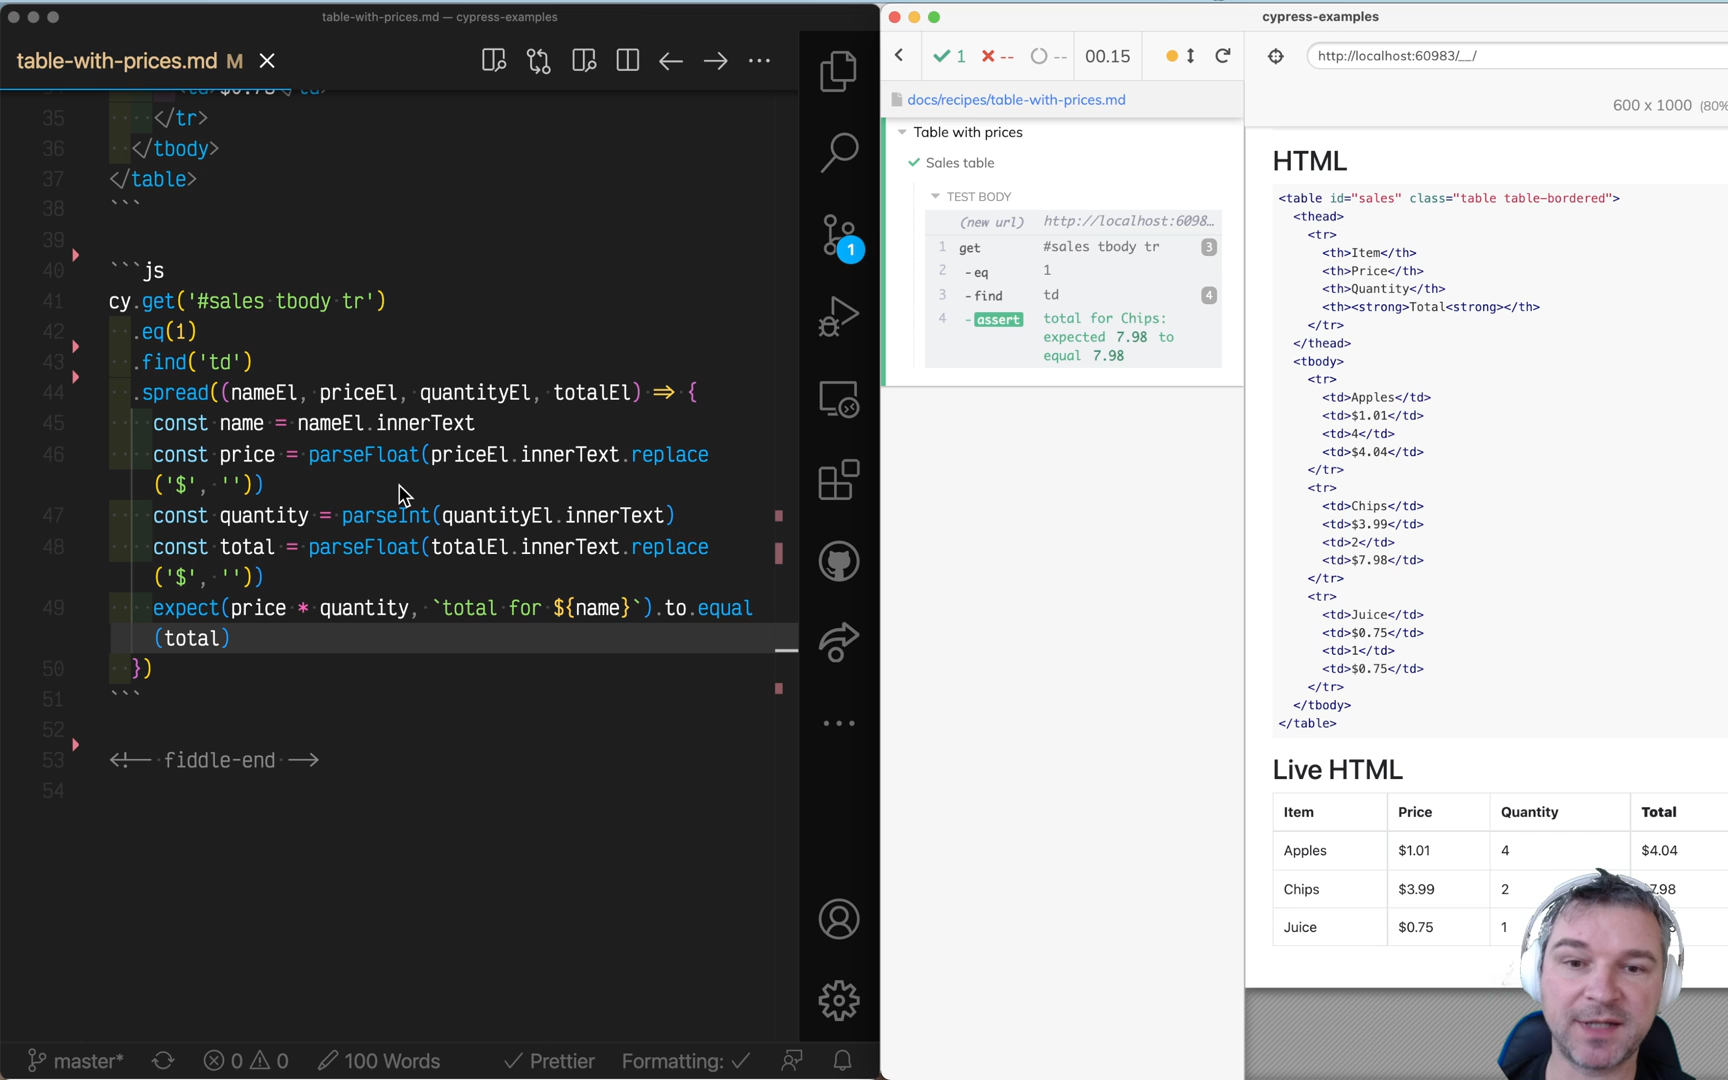 table-with-prices.md — cypress-examples
table-with-prices.md M
35 </tr>
36 </tbody>
37 </table>
38 ```
39
40 ```js
41 cy.get('#sales tbody tr')
42 .eq(1)
43 .find('td')
44 .spread((nameEl, priceEl, quantityEl, totalEl) => {
45 const name = nameEl.innerText
46 const price = parseFloat(priceEl.innerText.replace
('$', ''))
47 const quantity = parseInt(quantityEl.innerText)
48 const total = parseFloat(totalEl.innerText.replace
('$', ''))
49 expect(price * quantity, `total for ${name}`).to.equal
(total)
50 })
51 ```
52
53 <!-- fiddle-end -->
54
1
master* 0 0 100 Words Prettier Formatting:
cypress-examples
1 -- -- 00.15
docs/recipes/table-with-prices.md
Table with prices
Sales table
TEST BODY
(new url) http://localhost:6098...
1 get #sales tbody tr 3
2 -eq 1
3 -find td 4
4 -assert total for Chips:
expected 7.98 to
equal 7.98
http://localhost:60983/__/
600 x 1000 (80%
HTML
<table id="sales" class="table table-bordered">
<thead>
<tr>
<th>Item</th>
<th>Price</th>
<th>Quantity</th>
<th><strong>Total<strong></th>
</tr>
</thead>
<tbody>
<tr>
<td>Apples</td>
<td>$1.01</td>
<td>4</td>
<td>$4.04</td>
</tr>
<tr>
<td>Chips</td>
<td>$3.99</td>
<td>2</td>
<td>$7.98</td>
</tr>
<tr>
<td>Juice</td>
<td>$0.75</td>
<td>1</td>
<td>$0.75</td>
</tr>
</tbody>
</table>
Live HTML
Item Price Quantity Total
Apples $1.01 4 $4.04
Chips $3.99 2 7.98
Juice $0.75 1